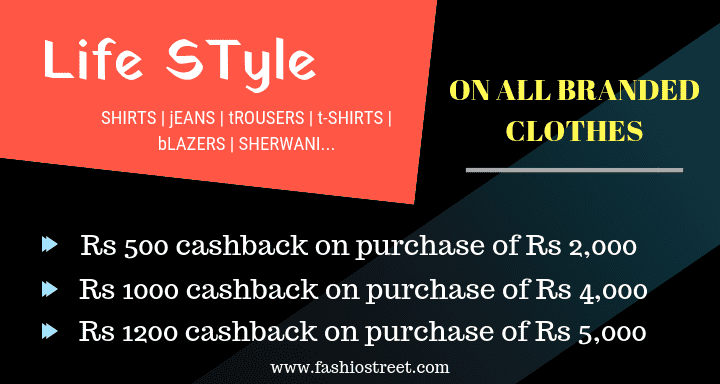 Life STyle
SHIRTS | jEANS | tROUSERS | t-SHIRTS |
bLAZERS | SHERWANI...
ON ALL BRANDED
CLOTHES
Rs 500 cashback on purchase of Rs 2,000
Rs 1000 cashback on purchase of Rs 4,000
Rs 1200 cashback on purchase of Rs 5,000
www.fashiostreet.com